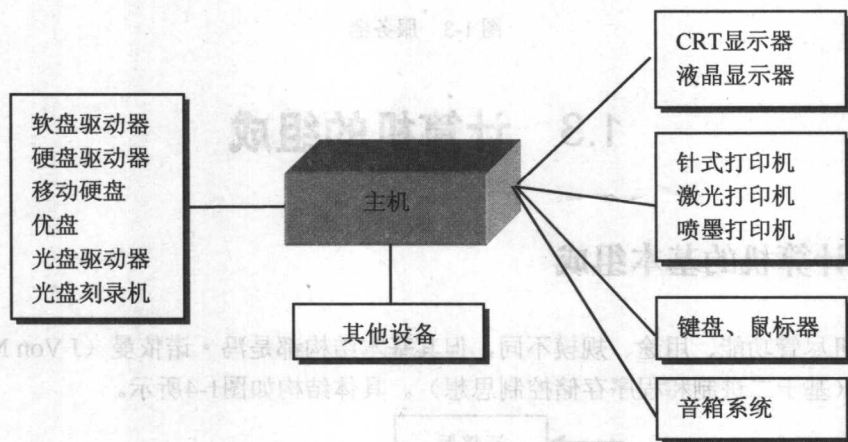 CRT显示器
液晶显示器
软盘驱动器
硬盘驱动器
移动硬盘
优盘
光盘驱动器
光盘刻录机
主机
针式打印机
激光打印机
喷墨打印机
其他设备
键盘、鼠标器
音箱系统
图1-3 服务器
1.3 计算机的组成
计算机的基本组成